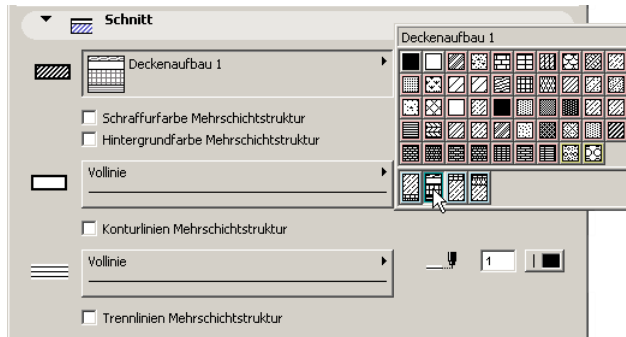 Schnitt
Deckenaufbau 1
Deckenaufbau 1
Schraffurfarbe Mehrschichtstruktur
Hintergrundfarbe Mehrschichtstruktur
Vollinie
Konturlinien Mehrschichtstruktur
Vollinie
1
Trennlinien Mehrschichtstruktur